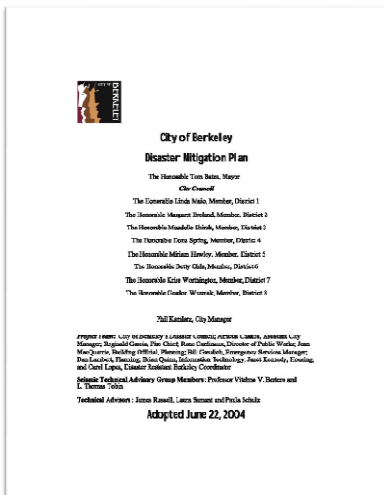 CITY OF
BERKELEY
City of Berkeley
Disaster Mitigation Plan
The Honorable Tom Bates, Mayor
City Council
The Honorable Linda Maio, Member, District 1
The Honorable Margaret Breland, Member, District 2
The Honorable Maudelle Shirek, Member, District 3
The Honorable Dona Spring, Member, District 4
The Honorable Miriam Hawley, Member, District 5
The Honorable Betty Olds, Member, District 6
The Honorable Kriss Worthington, Member, District 7
The Honorable Gordon Wozniak, Member, District 8
Phil Kamlarz, City Manager
Project Team: City of Berkeley's Disaster Council; Assistant City
Manager; Reginald Garcia, Fire Chief; Rene Cardinaux, Director of Public Works; Joan
MacQuarrie, Building Official, Planning; Bill Greulich, Emergency Services Manager;
Dan Lambert, Planning; Brian Quinn, Information Technology; Janet Kennedy, Housing;
and Carol Lopes, Disaster Resistant Berkeley Coordinator
Seismic Technical Advisory Group Members: Professor Vitelmo V. Bertero and
L. Thomas Tobin
Technical Advisors: James Russell, Laura Samant and Paula Schulz
Adopted June 22, 2004